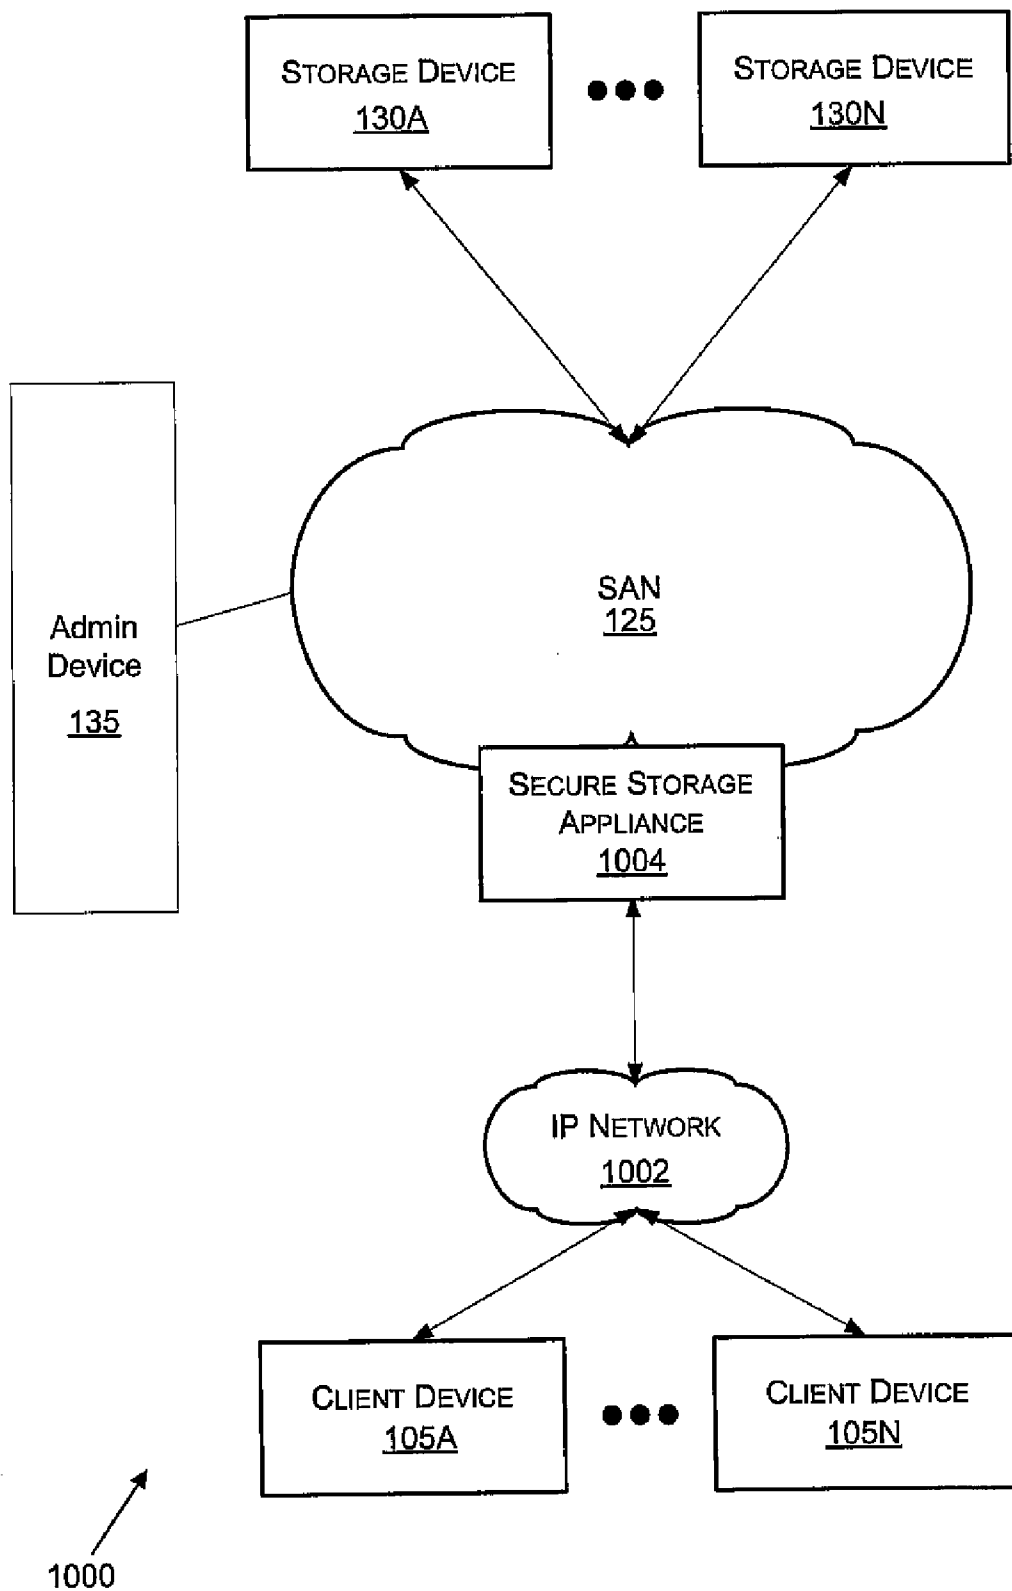 STORAGE DEVICE
130A
STORAGE DEVICE
130N
SAN
125
Admin
Device
135
SECURE STORAGE
APPLIANCE
1004
IP NETWORK
1002
CLIENT DEVICE
105A
CLIENT DEVICE
105N
1000